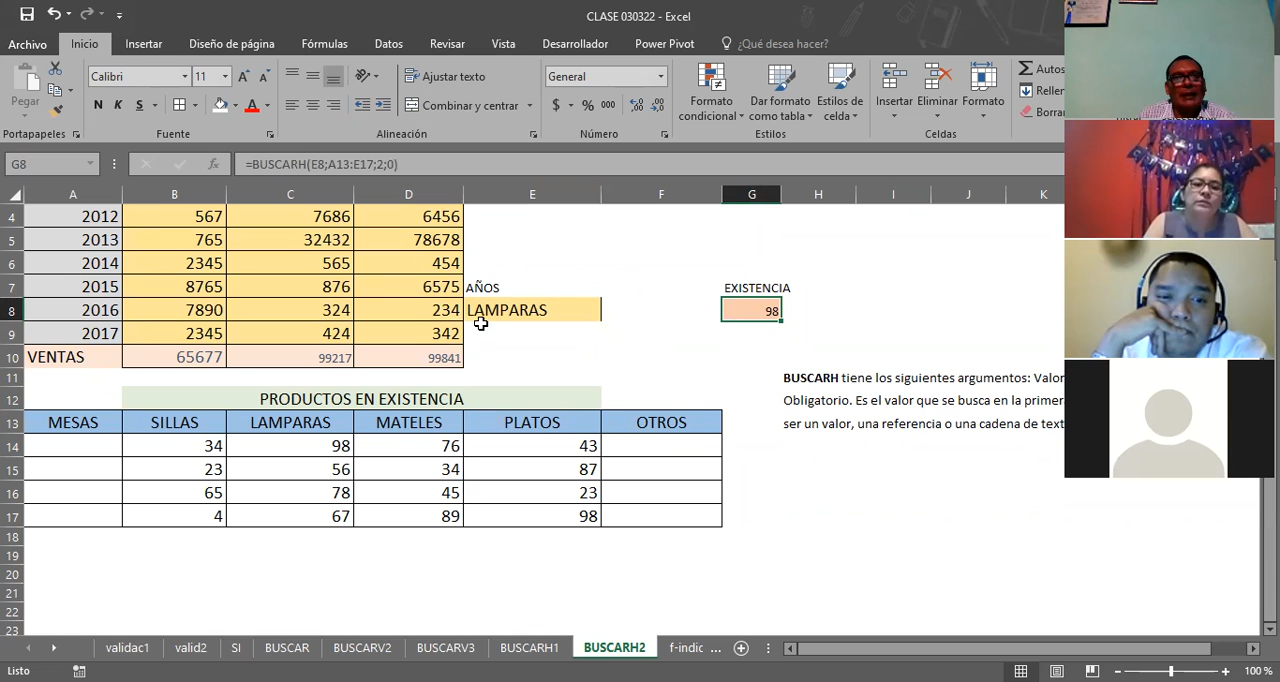 CLASE 030322 - Excel
Archivo Inicio Insertar Diseño de página Fórmulas Datos Revisar Vista Desarrollador Power Pivot ¿Qué desea hacer?
Pegar
Calibri 11
N K S
Ajustar texto
Combinar y centrar
General
$ % 000
Formato condicional
Dar formato como tabla
Estilos de celda
Insertar Eliminar Formato
Autos
Reller
Borra
Portapapeles Fuente Alineación Número Estilos Celdas
G8 fx =BUSCARH(E8;A13:E17;2;0)
A B C D E F G H I J K
4 2012 567 7686 6456
5 2013 765 32432 78678
6 2014 2345 565 454
7 2015 8765 876 6575 AÑOS EXISTENCIA
8 2016 7890 324 234 LAMPARAS 98
9 2017 2345 424 342
10 VENTAS 65677 99217 99841
11 BUSCARH tiene los siguientes argumentos: Valor
12 PRODUCTOS EN EXISTENCIA Obligatorio. Es el valor que se busca en la primer
13 MESAS SILLAS LAMPARAS MATELES PLATOS OTROS ser un valor, una referencia o una cadena de text
14 34 98 76 43
15 23 56 34 87
16 65 78 45 23
17 4 67 89 98
18
19
20
21
22
23
validac1 valid2 SI BUSCAR BUSCARV2 BUSCARV3 BUSCARH1 BUSCARH2 f-indic ...
Listo 100 %